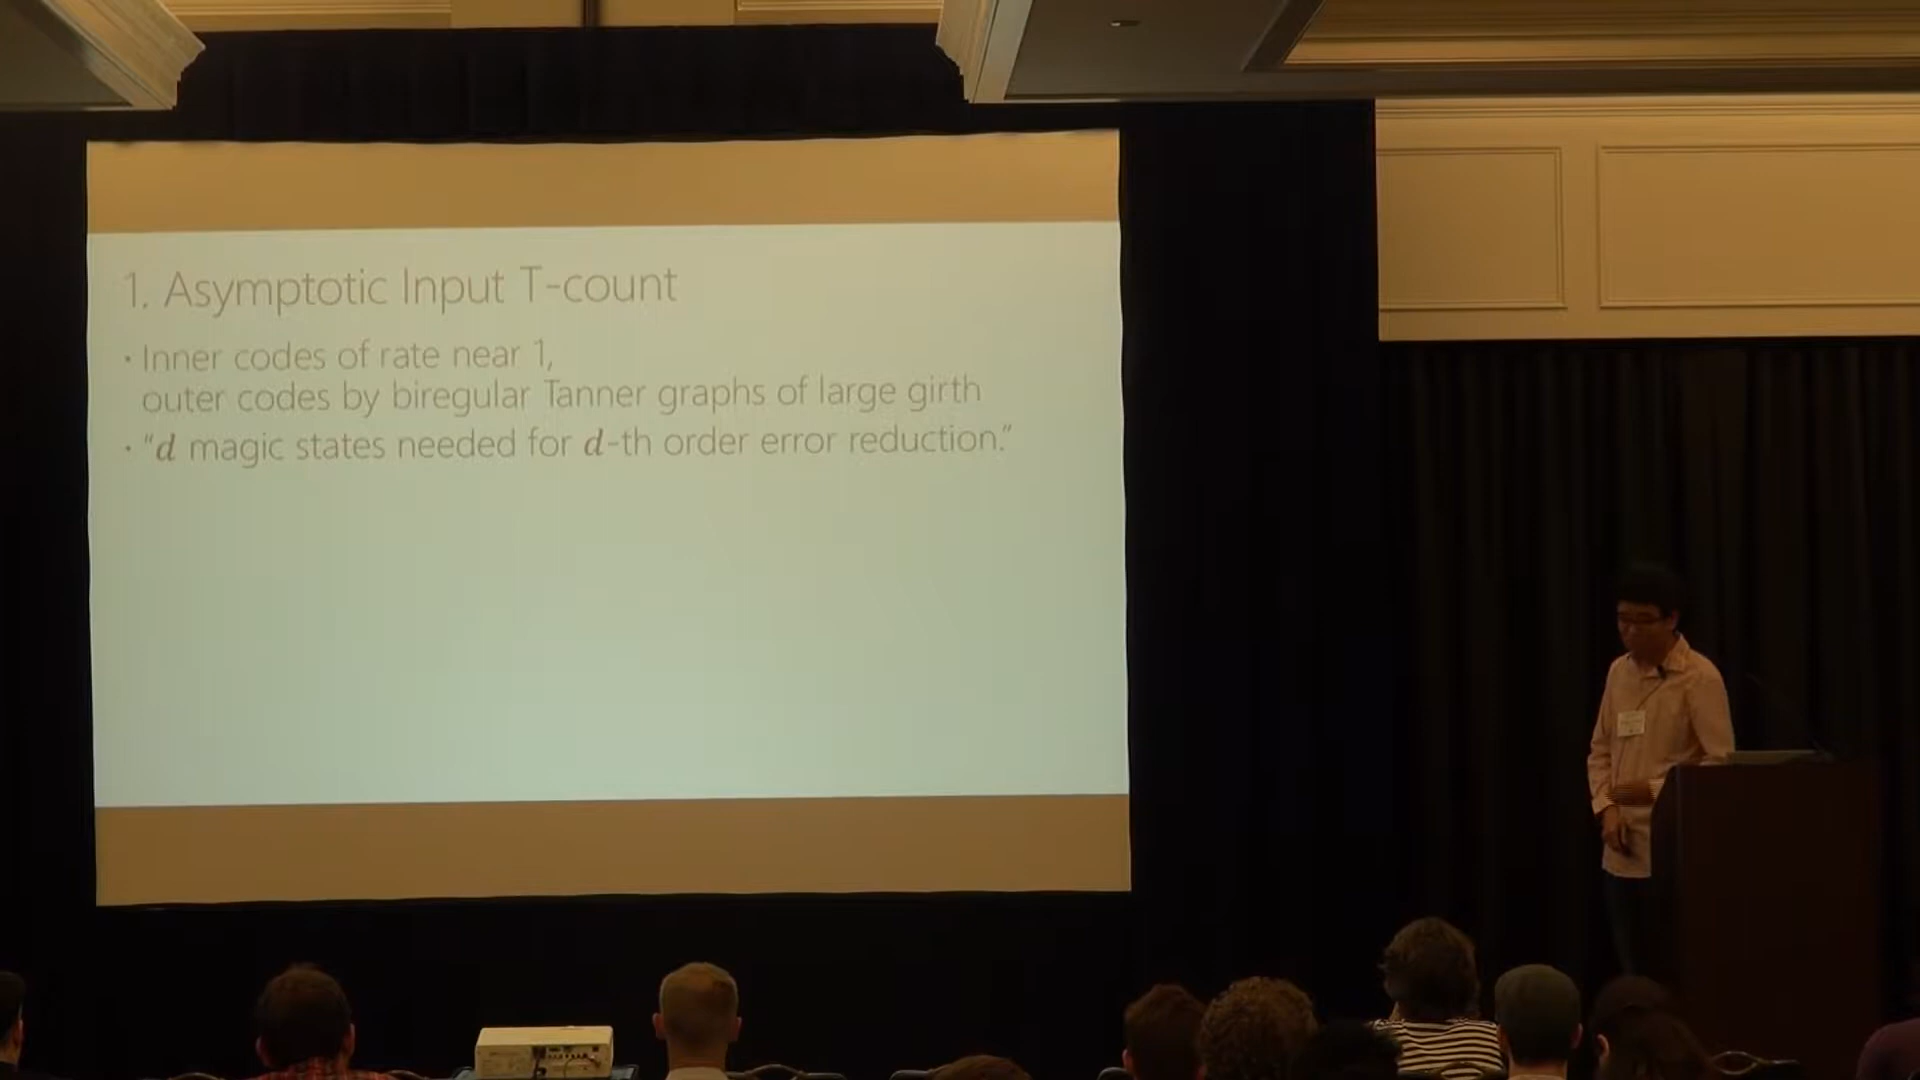 1. Asymptotic Input T-count
· Inner codes of rate near 1,
outer codes by biregular Tanner graphs of large girth
· "d magic states needed for d-th order error reduction."